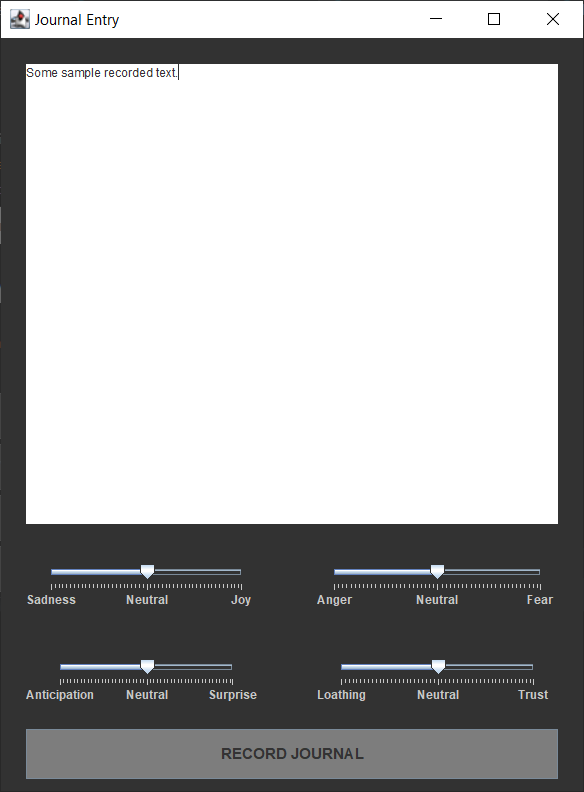 Journal Entry
Some sample recorded text.
Sadness Neutral Joy Anger Neutral Fear
Anticipation Neutral Surprise Loathing Neutral Trust
RECORD JOURNAL